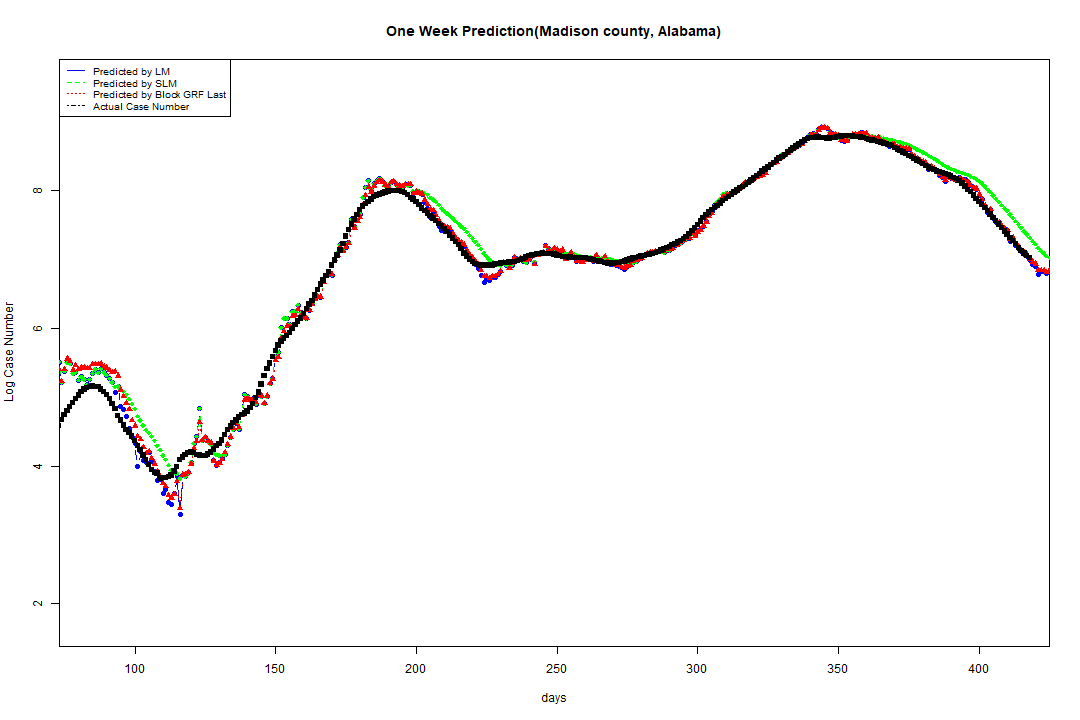 One Week Prediction(Madison county, Alabama)
Predicted by LM
Predicted by SLM
Predicted by Block GRF Last
Actual Case Number
8
6
4
2
Log Case Number
100 150 200 250 300 350 400
days